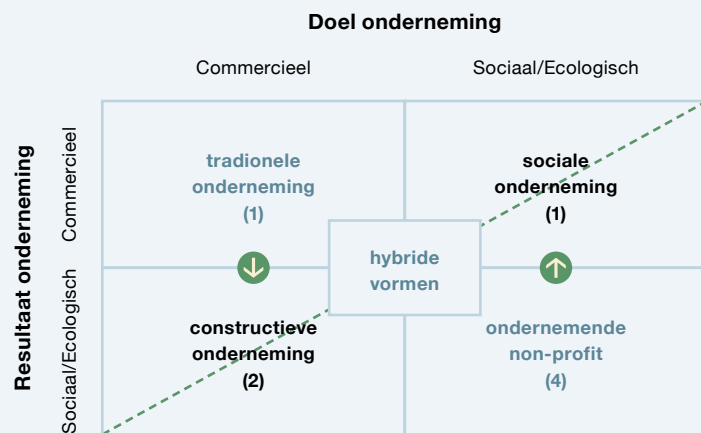 Doel onderneming
Commercieel
Sociaal/Ecologisch
Resultaat onderneming
Commercieel
Sociaal/Ecologisch
tradionele
onderneming
(1)
sociale
onderneming
(1)
hybride
vormen
constructieve
onderneming
(2)
ondernemende
non-profit
(4)